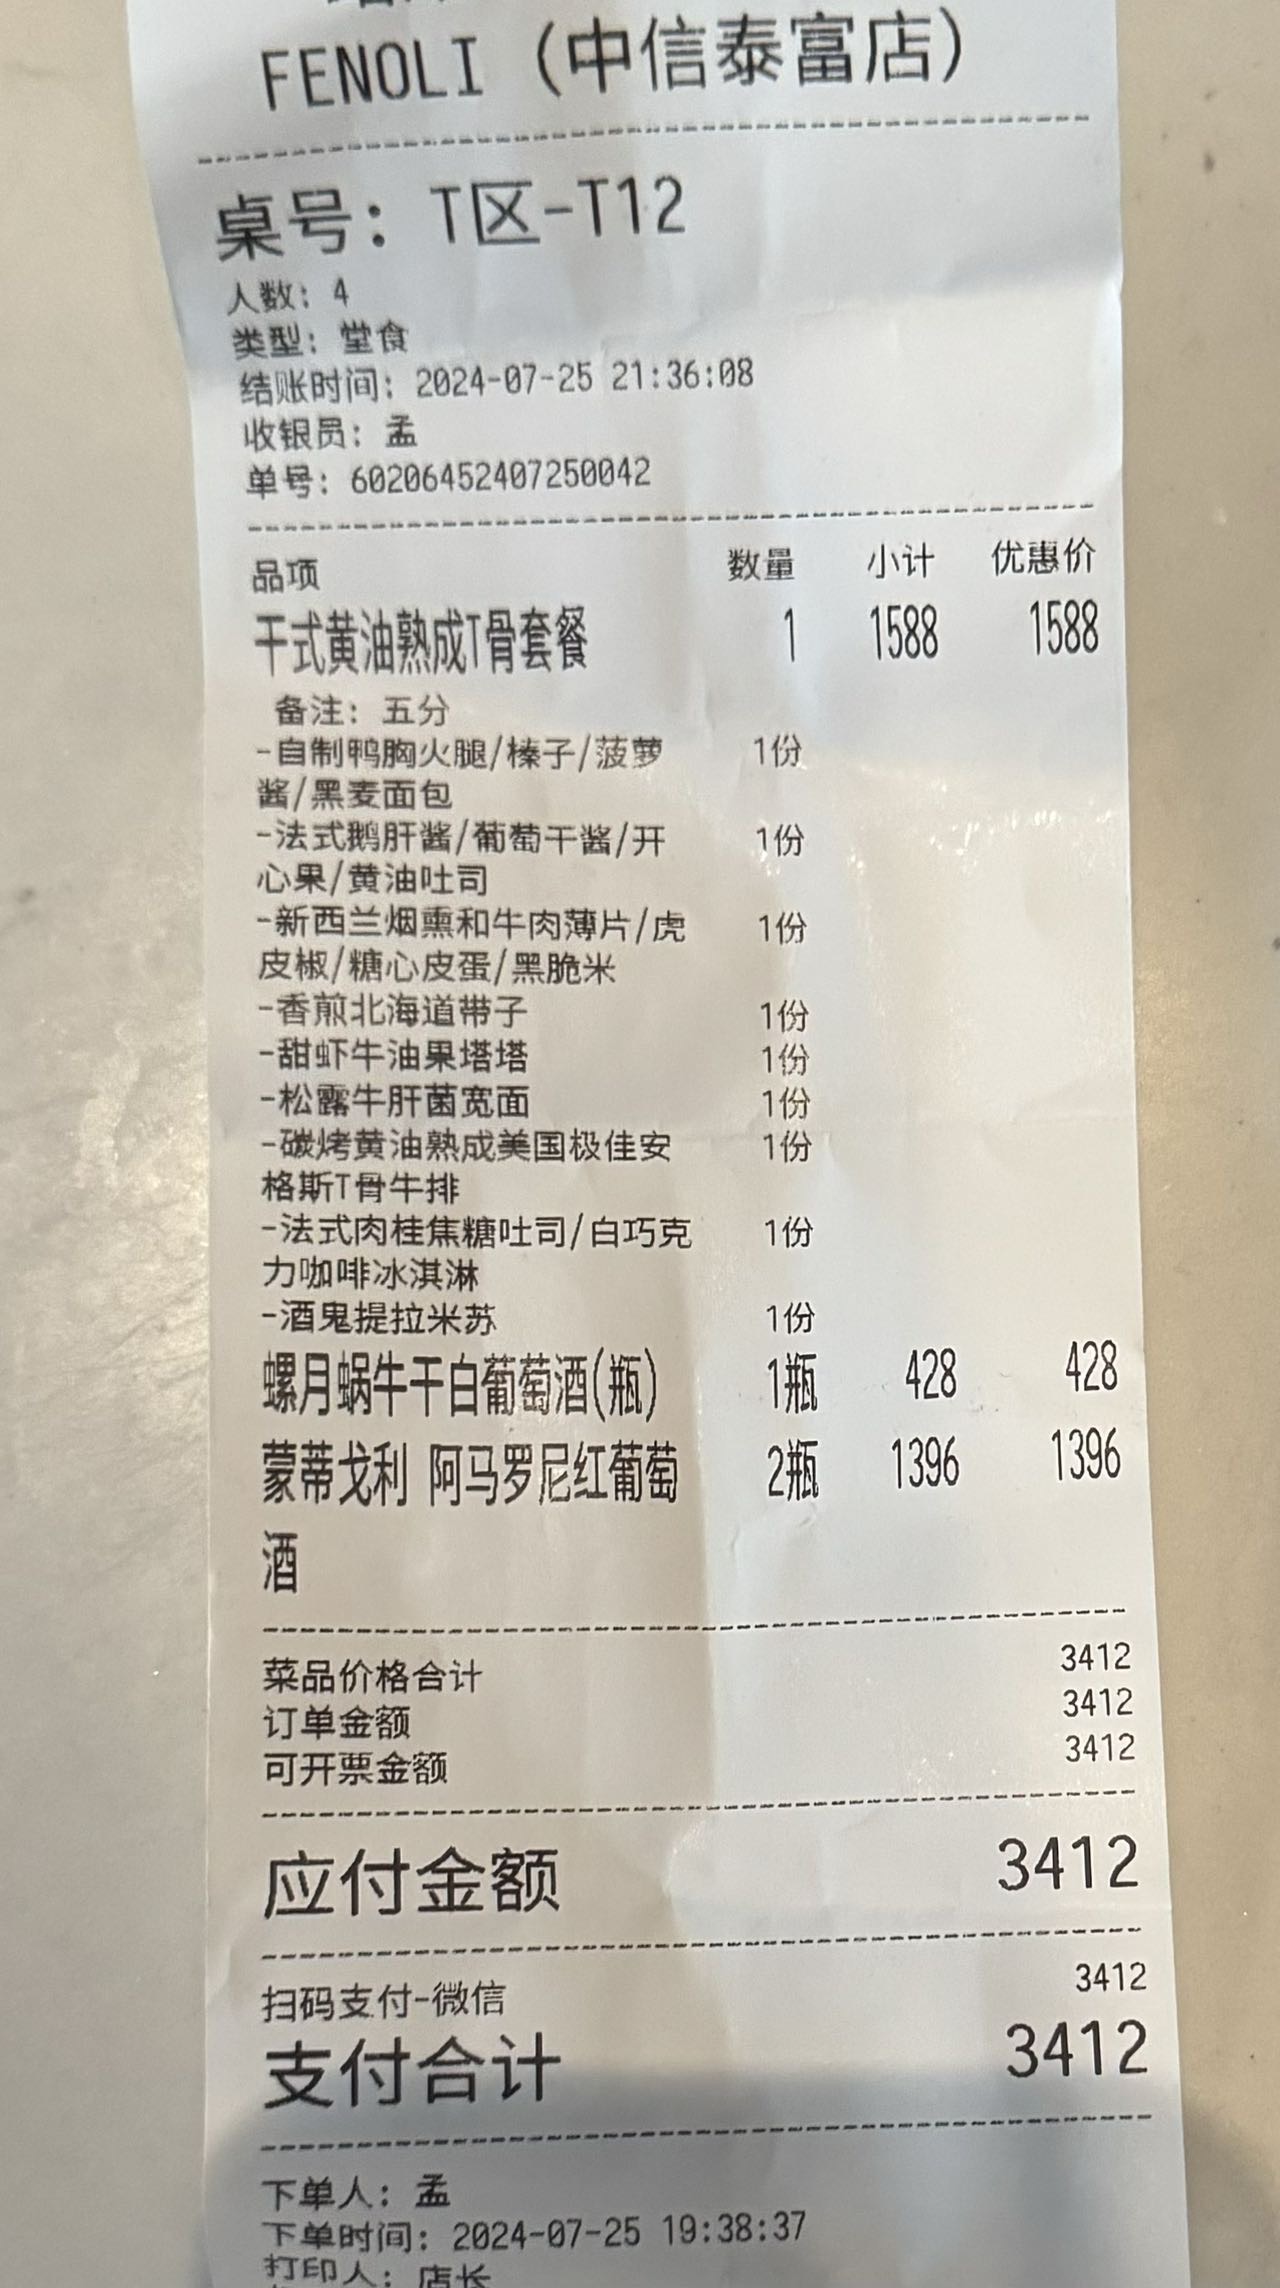 FENOLI (中信泰富店)
桌号: T区-T12
人数: 4
类型: 堂食
结账时间: 2024-07-25 21:36:08
收银员: 孟
单号: 60206452407250042
品项 数量 小计 优惠价
干式黄油熟成T骨套餐 1 1588 1588
备注: 五分
-自制鸭胸火腿/榛子/菠萝 1份
酱/黑麦面包
-法式鹅肝酱/葡萄干酱/开 1份
心果/黄油吐司
-新西兰烟熏和牛肉薄片/虎 1份
皮椒/糖心皮蛋/黑脆米
-香煎北海道带子 1份
-甜虾牛油果塔塔 1份
-松露牛肝菌宽面 1份
-碳烤黄油熟成美国极佳安 1份
格斯T骨牛排
-法式肉桂焦糖吐司/白巧克 1份
力咖啡冰淇淋
-酒鬼提拉米苏 1份
螺月蜗牛干白葡萄酒(瓶) 1瓶 428 428
蒙蒂戈利 阿马罗尼红葡萄 2瓶 1396 1396
酒
菜品价格合计 3412
订单金额 3412
可开票金额 3412
应付金额 3412
扫码支付-微信 3412
支付合计 3412
下单人: 孟
下单时间: 2024-07-25 19:38:37
打印人: 店长